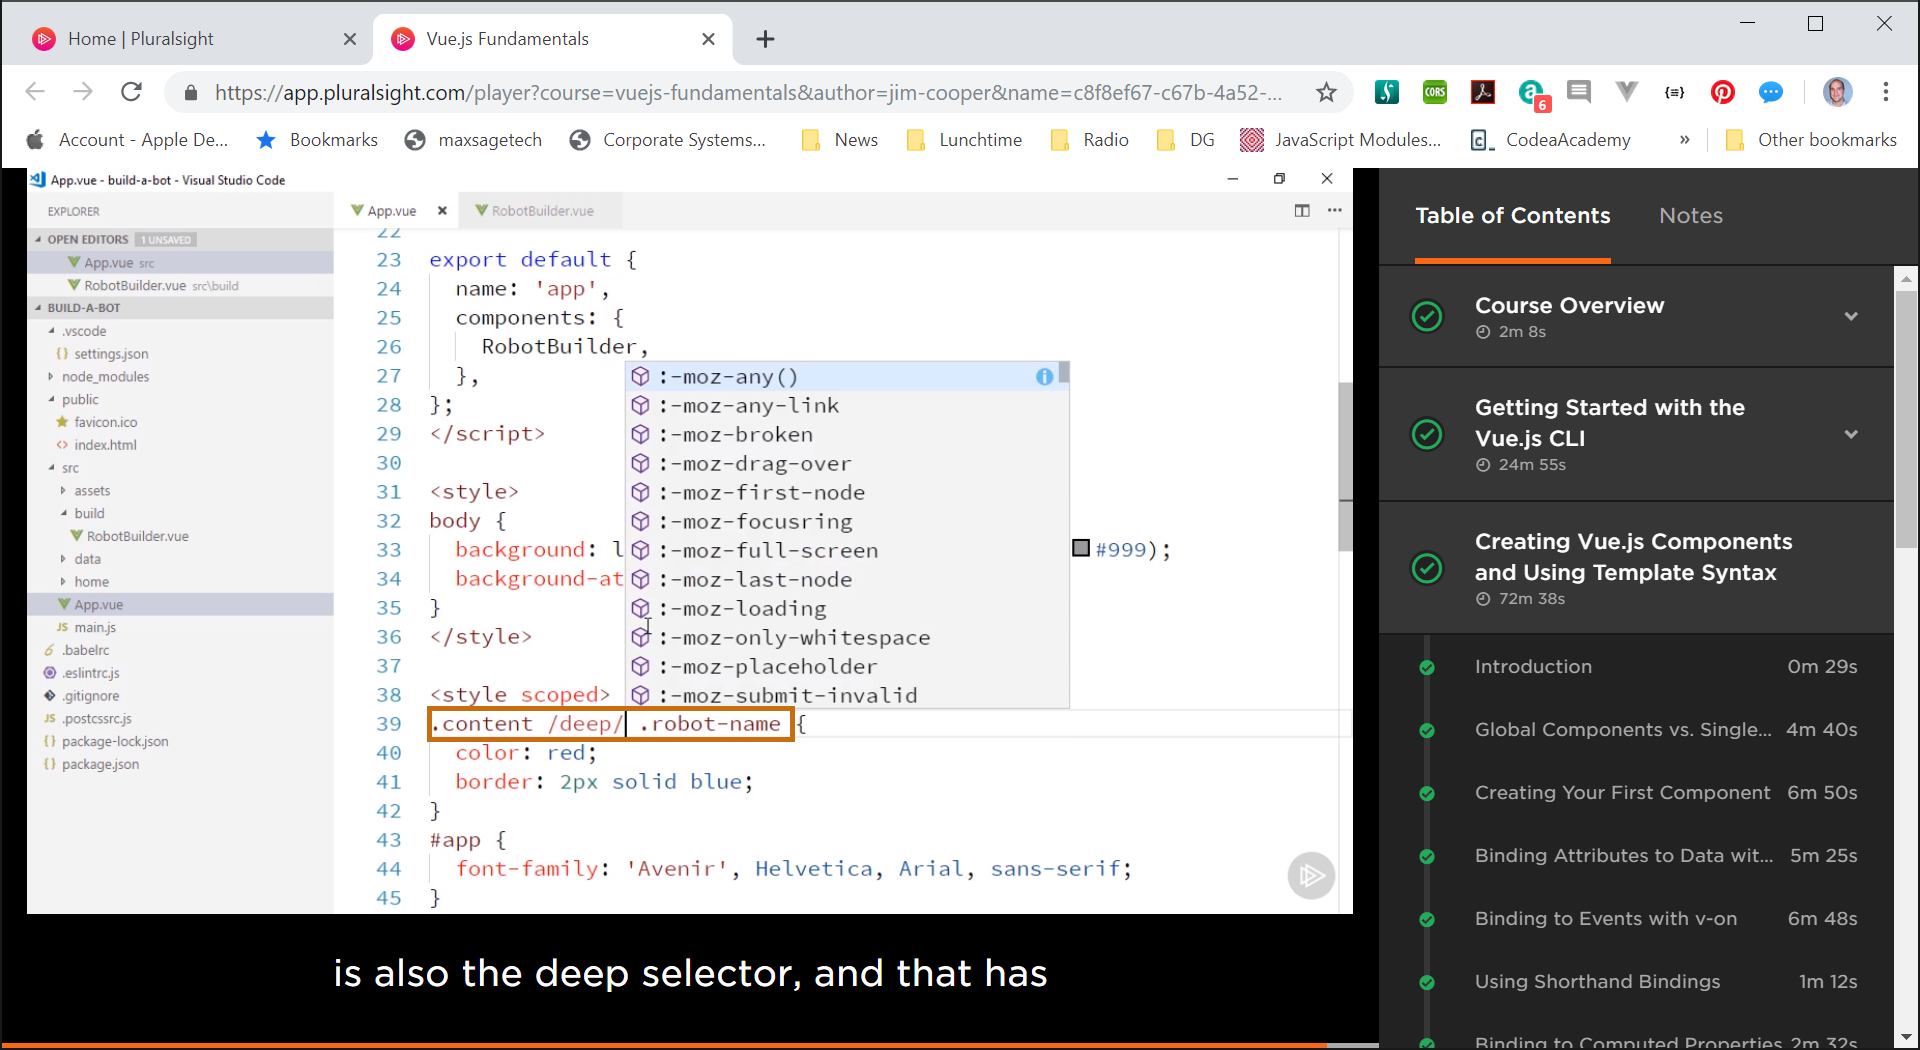 Home | Pluralsight
Vue.js Fundamentals
https://app.pluralsight.com/player?course=vuejs-fundamentals&author=jim-cooper&name=c8f8ef67-c67b-4a52-...
CORS
6
{≡}
Account - Apple De...
Bookmarks
maxsagetech
Corporate Systems...
News
Lunchtime
Radio
DG
JavaScript Modules...
CodeaAcademy
»
Other bookmarks
App.vue - build-a-bot - Visual Studio Code
EXPLORER
OPEN EDITORS 1 UNSAVED
App.vue src
RobotBuilder.vue src\build
BUILD-A-BOT
.vscode
{} settings.json
node_modules
public
favicon.ico
<> index.html
src
assets
build
RobotBuilder.vue
data
home
App.vue
JS main.js
.babelrc
.eslintrc.js
.gitignore
JS .postcssrc.js
{} package-lock.json
{} package.json
App.vue
RobotBuilder.vue
22
23 export default {
24 name: 'app',
25 components: {
26 RobotBuilder,
27 },
28 };
29 </script>
30
31 <style>
32 body {
33 background: l #999);
34 background-at
35 }
36 </style>
37
38 <style scoped>
39 .content /deep/ .robot-name {
40 color: red;
41 border: 2px solid blue;
42 }
43 #app {
44 font-family: 'Avenir', Helvetica, Arial, sans-serif;
45 }
:-moz-any()
:-moz-any-link
:-moz-broken
:-moz-drag-over
:-moz-first-node
:-moz-focusring
:-moz-full-screen
:-moz-last-node
:-moz-loading
:-moz-only-whitespace
:-moz-placeholder
:-moz-submit-invalid
is also the deep selector, and that has
Table of Contents
Notes
Course Overview
2m 8s
Getting Started with the
Vue.js CLI
24m 55s
Creating Vue.js Components
and Using Template Syntax
72m 38s
Introduction 0m 29s
Global Components vs. Single... 4m 40s
Creating Your First Component 6m 50s
Binding Attributes to Data wit... 5m 25s
Binding to Events with v-on 6m 48s
Using Shorthand Bindings 1m 12s
Binding to Computed Properties 2m 32s